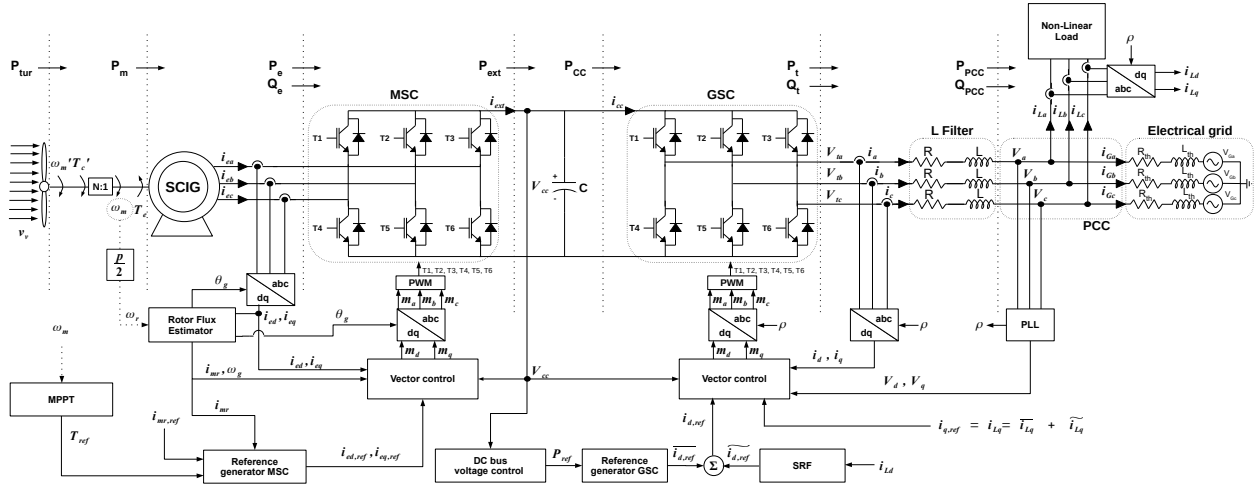 Non-Linear
Load
ρ
dq
abc
i_Ld
i_Lq
P_tur
P_m
P_e
Q_e
P_ext
P_CC
P_t
Q_t
P_PCC
Q_PCC
MSC
GSC
i_La
i_Lb
i_Lc
L Filter
Electrical grid
i_ext
i_cc
T1
T2
T3
T1
T2
T3
ω_m'
T_c'
N:1
SCIG
i_ea
i_eb
i_ec
ω_m
T_e
v_v
V_cc
+
-
C
V_ta
V_tb
V_tc
i_a
i_b
i_c
R
L
R
L
R
L
V_a
V_b
V_c
i_Ga
i_Gb
i_Gc
R_th
L_th
R_th
L_th
R_th
L_th
V_Ga
V_Gc
PCC
T4
T5
T6
T4
T5
T6
p
2
T1, T2, T3, T4, T5, T6
T1, T2, T3, T4, T5, T6
PWM
PWM
θ_g
abc
dq
m_a
m_b
m_c
m_a
m_b
m_c
ω_m
ω_r
Rotor Flux
Estimator
i_ed, i_eq
θ_g
abc
dq
abc
dq
ρ
abc
dq
ρ
ρ
PLL
m_d
m_q
m_d
m_q
i_d , i_q
i_ed, i_eq
i_mr, ω_g
Vector control
V_cc
Vector control
V_d , V_q
MPPT
i_mr
i_mr,ref
i_d,ref
i_q,ref = i_Lq = i_Lq + i_Lq
T_ref
Reference
generator MSC
i_ed,ref, i_eq,ref
DC bus
voltage control
P_ref
Reference
generator GSC
i_d,ref
Σ
i_d,ref
SRF
i_Ld